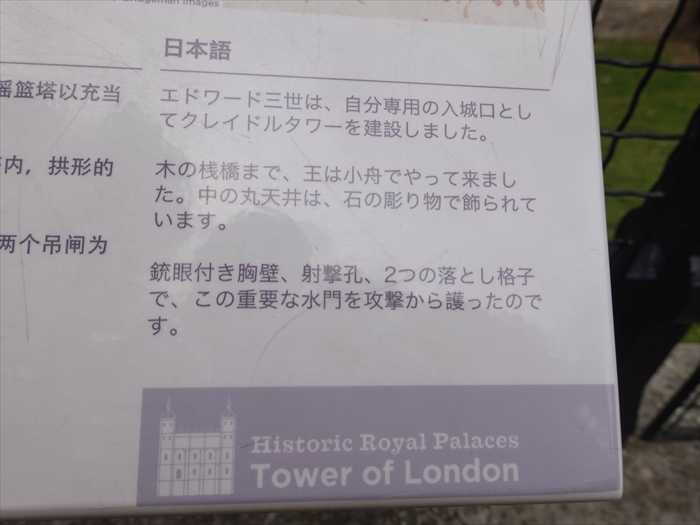 Images
日本語
摇篮塔以充当
内，拱形的
两个吊闸为
エドワード三世は、自分専用の入城口とし
てクレイドルタワーを建設しました。
木の桟橋まで、王は小舟でやって来まし
た。中の丸天井は、石の彫り物で飾られて
います。
銃眼付き胸壁、射撃孔、2つの落とし格子
で、この重要な水門を攻撃から護ったので
す。
Historic Royal Palaces
Tower of London